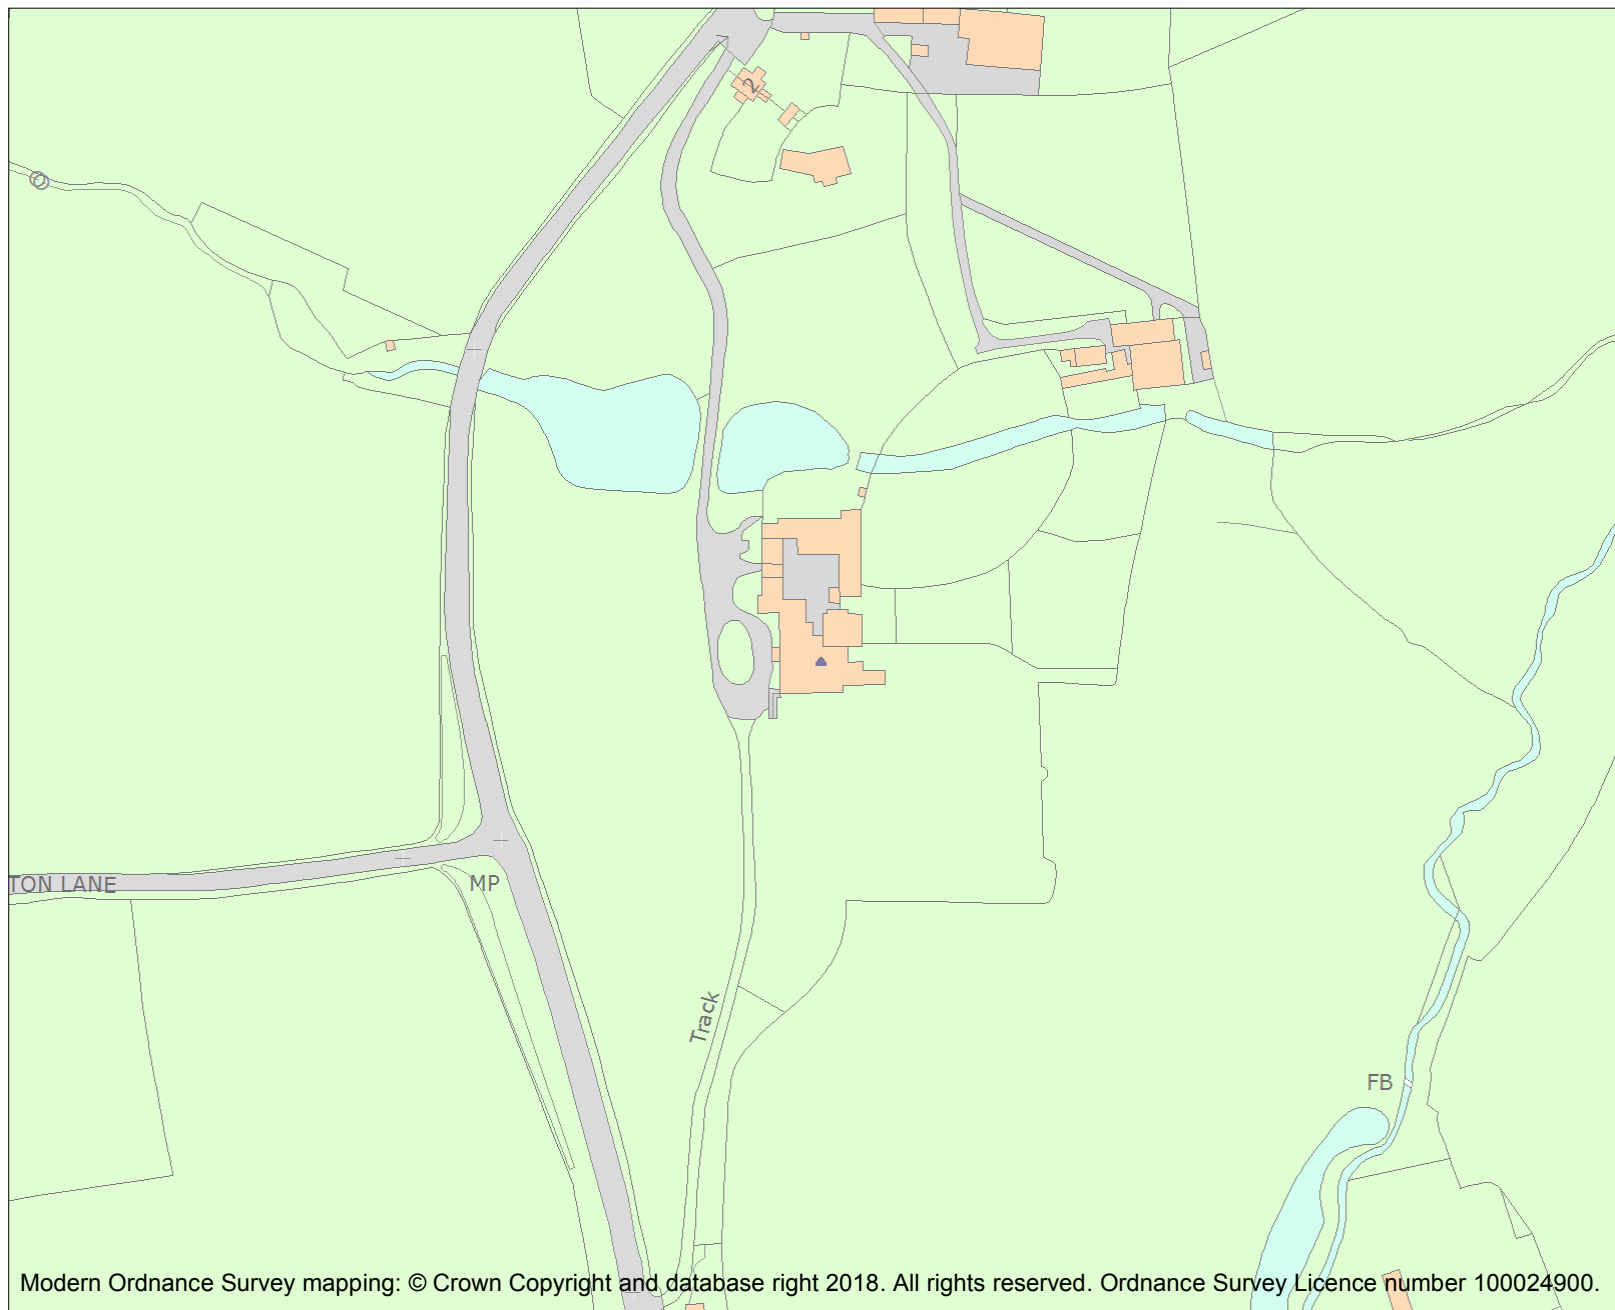 2
TON LANE
MP
Track
FB
Modern Ordnance Survey mapping: © Crown Copyright and database right 2018. All rights reserved. Ordnance Survey Licence number 100024900.